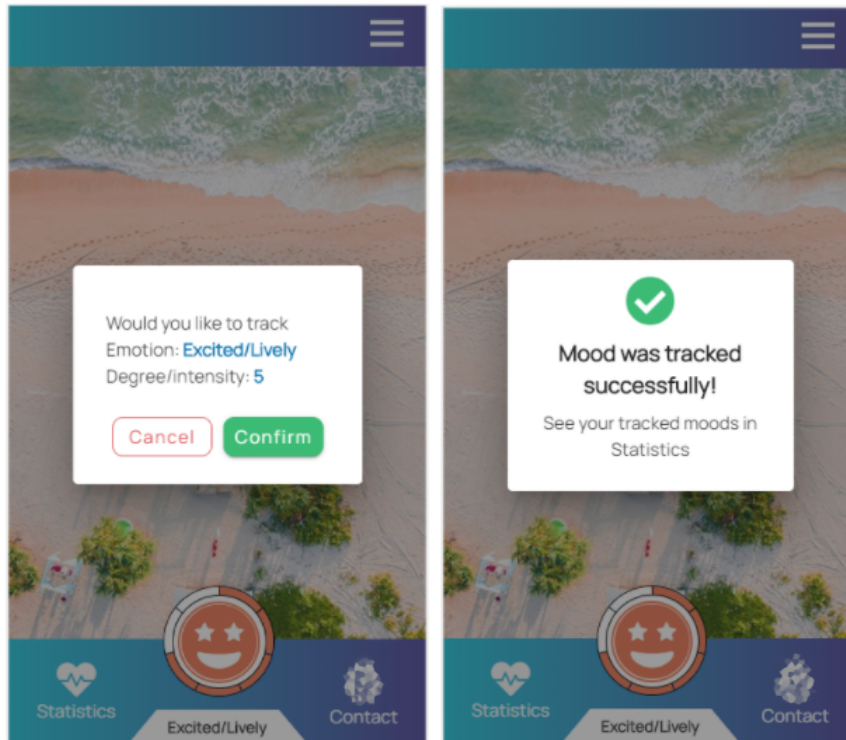 Would you like to track
Emotion: Excited/Lively
Degree/intensity: 5
Cancel Confirm
Statistics
Excited/Lively
Contact
Mood was tracked
successfully!
See your tracked moods in
Statistics
Statistics
Excited/Lively
Contact